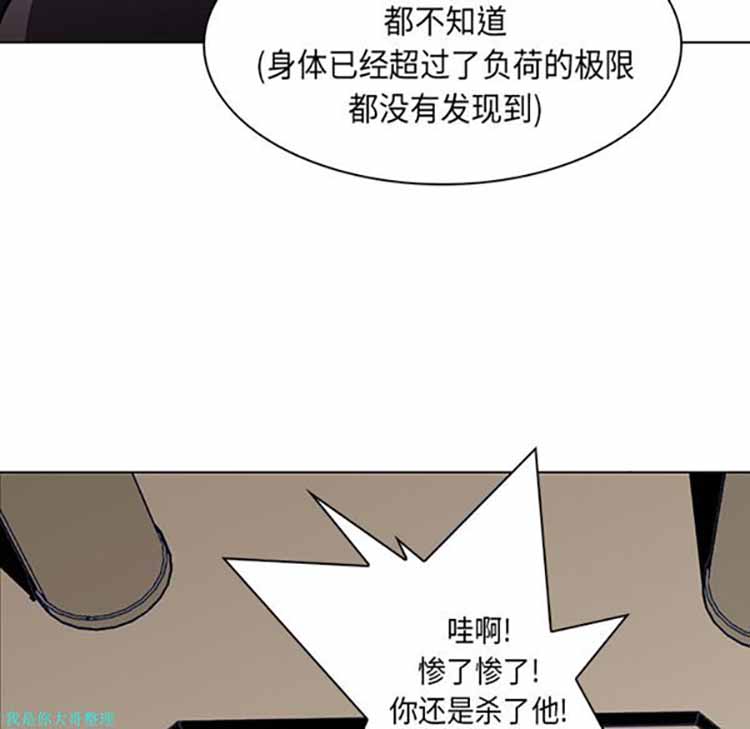 都不知道
(身体已经超过了负荷的极限
都没有发现到)
哇啊!
惨了惨了!
你还是杀了他!
我是你大哥整理